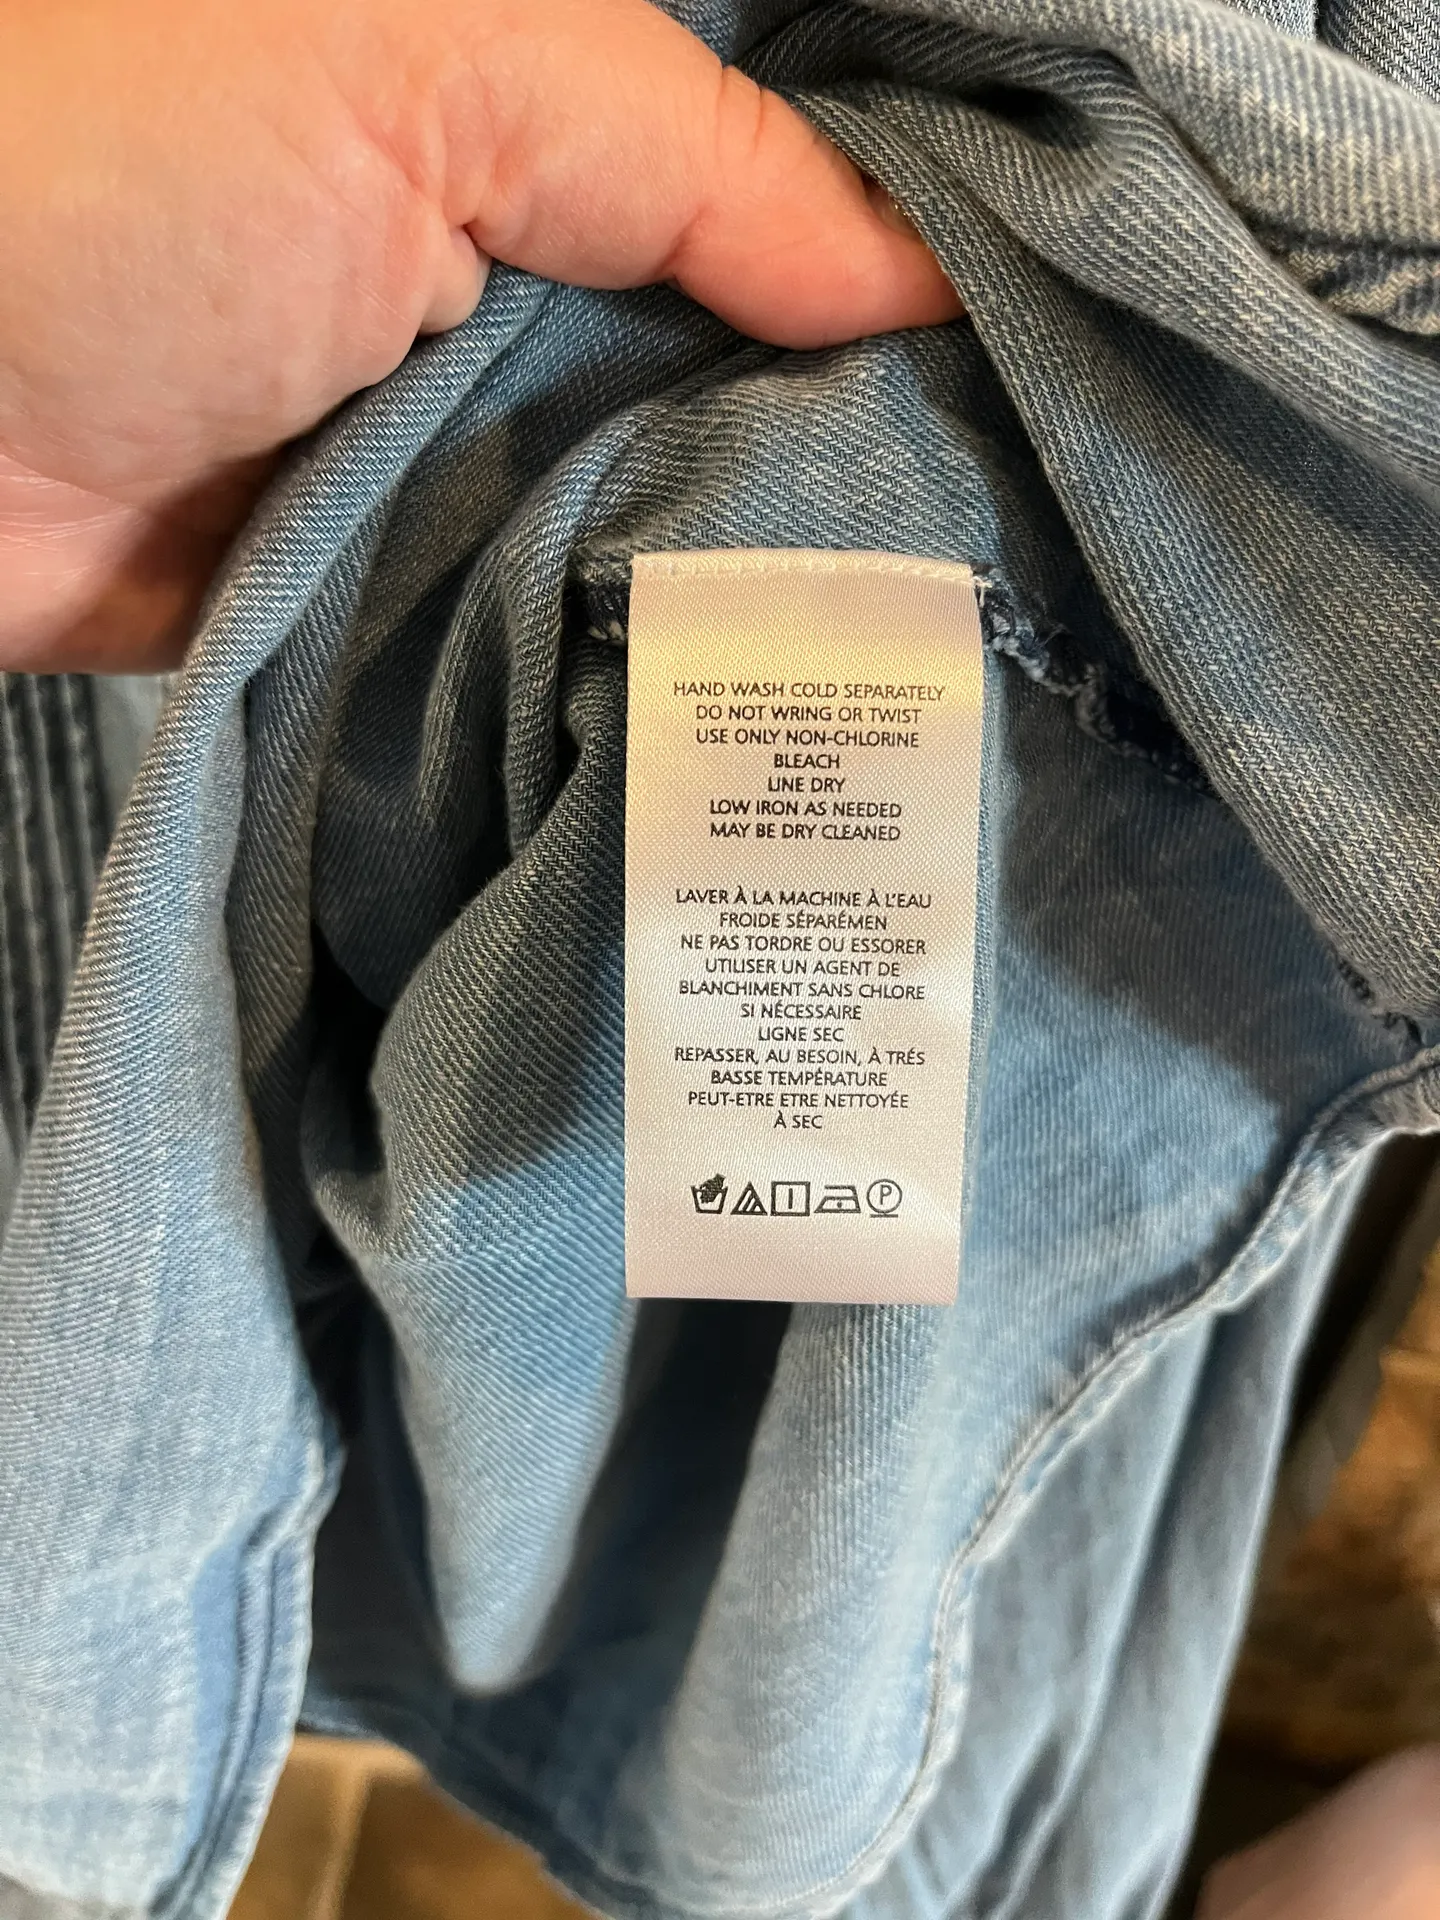 HAND WASH COLD SEPARATELY
DO NOT WRING OR TWIST
USE ONLY NON-CHLORINE
BLEACH
LINE DRY
LOW IRON AS NEEDED
MAY BE DRY CLEANED
LAVER À LA MACHINE À L'EAU
FROIDE SÉPARÉMEN
NE PAS TORDRE OU ESSORER
UTILISER UN AGENT DE
BLANCHIMENT SANS CHLORE
SI NÉCESSAIRE
LIGNE SEC
REPASSER, AU BESOIN, À TRÉS
BASSE TEMPÉRATURE
PEUT-ETRE ETRE NETTOYÉE
À SEC
P